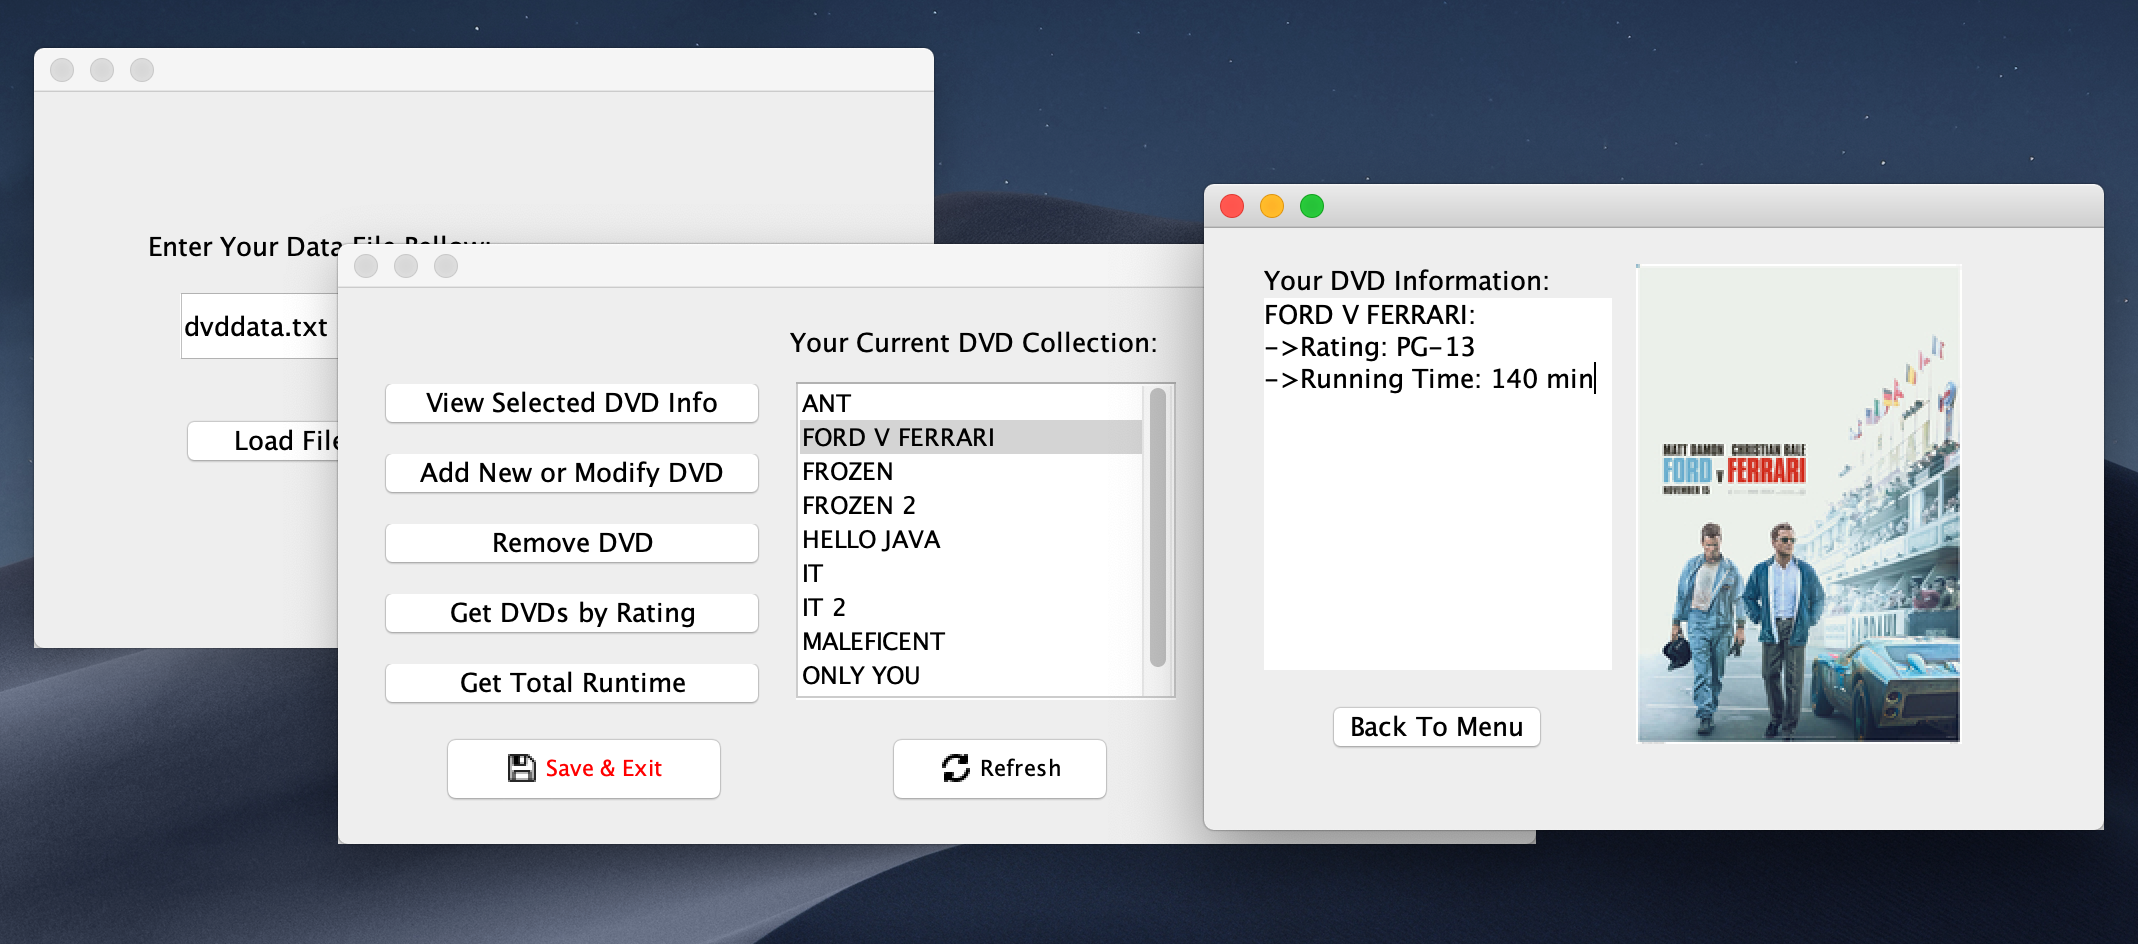 Enter Your Data File Bellow:
dvddata.txt
Load File
Your Current DVD Collection:
View Selected DVD Info
Add New or Modify DVD
Remove DVD
Get DVDs by Rating
Get Total Runtime
Save & Exit
ANT
FORD V FERRARI
FROZEN
FROZEN 2
HELLO JAVA
IT
IT 2
MALEFICENT
ONLY YOU
Refresh
Your DVD Information:
FORD V FERRARI:
->Rating: PG-13
->Running Time: 140 min
Back To Menu
MATT DAMON CHRISTIAN BALE
FORD V FERRARI
NOVEMBER 15